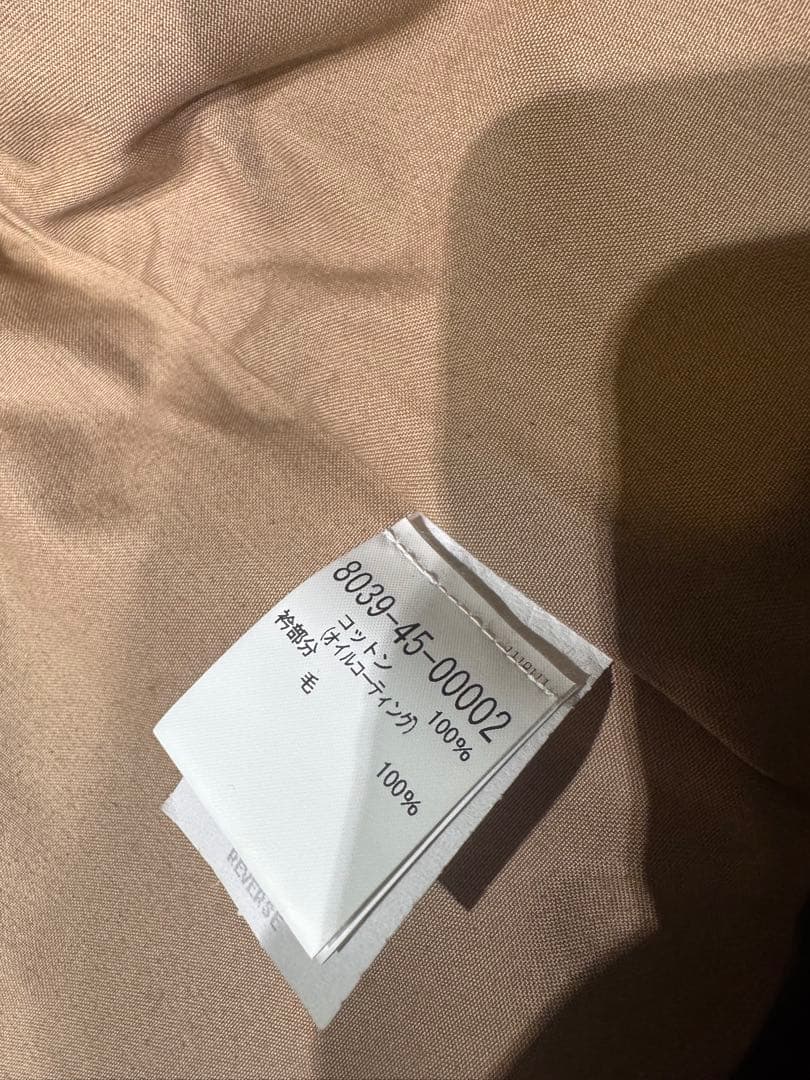 8039-45-00002
コットン 100%
(オイルコーティング)
衿部分
毛 100%
REVERSE